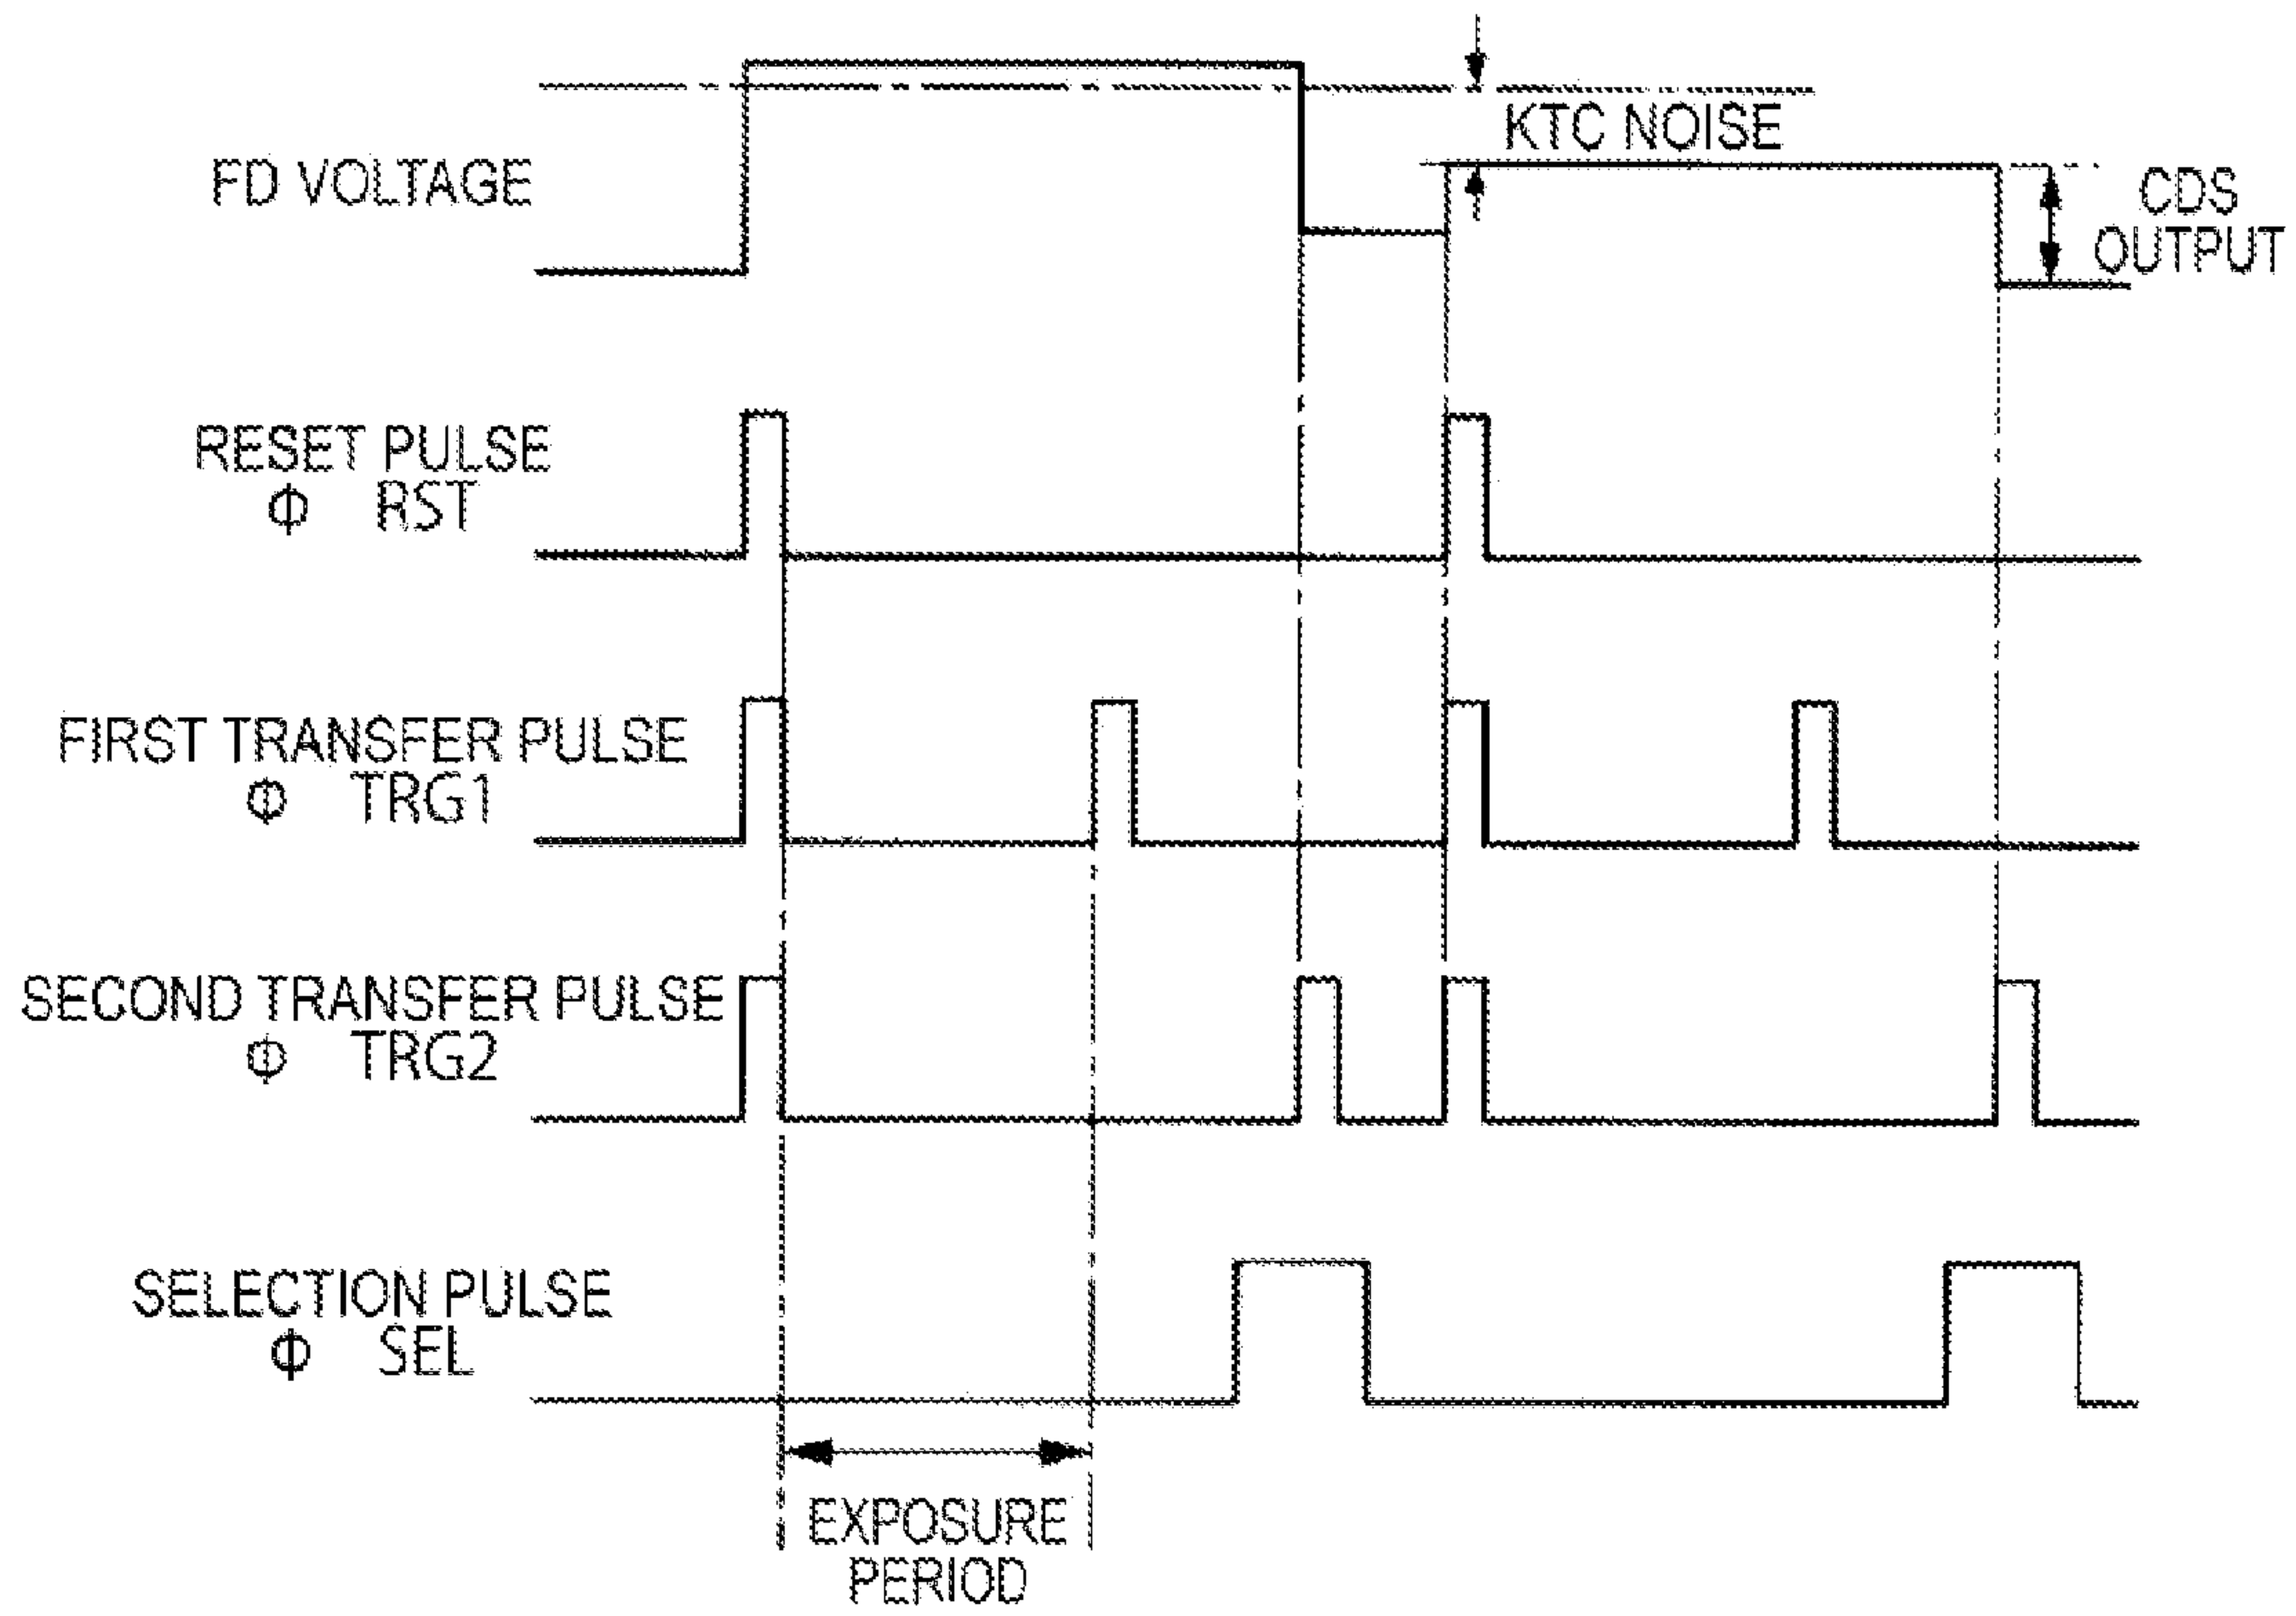 KTC NOISE
FD VOLTAGE
CDS
OUTPUT
RESET PULSE
Φ RST
FIRST TRANSFER PULSE
Φ TRG1
SECOND TRANSFER PULSE
Φ TRG2
SELECTION PULSE
Φ SEL
EXPOSURE
PERIOD